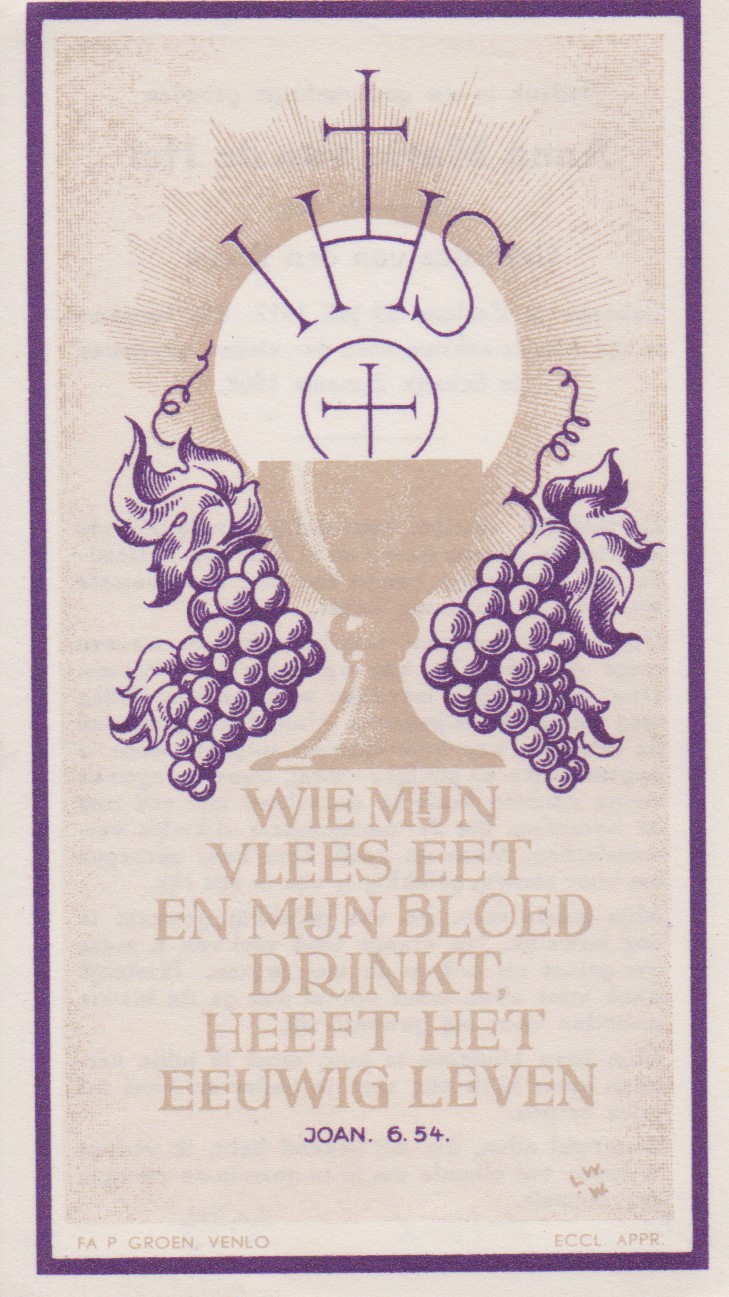 IHS
WIE MIJN
VLEES EET
EN MIJN BLOED
DRINKT,
HEEFT HET
EEUWIG LEVEN
JOAN. 6.54.
L.W.
W.
FA P GROEN, VENLO
ECCL. APPR.